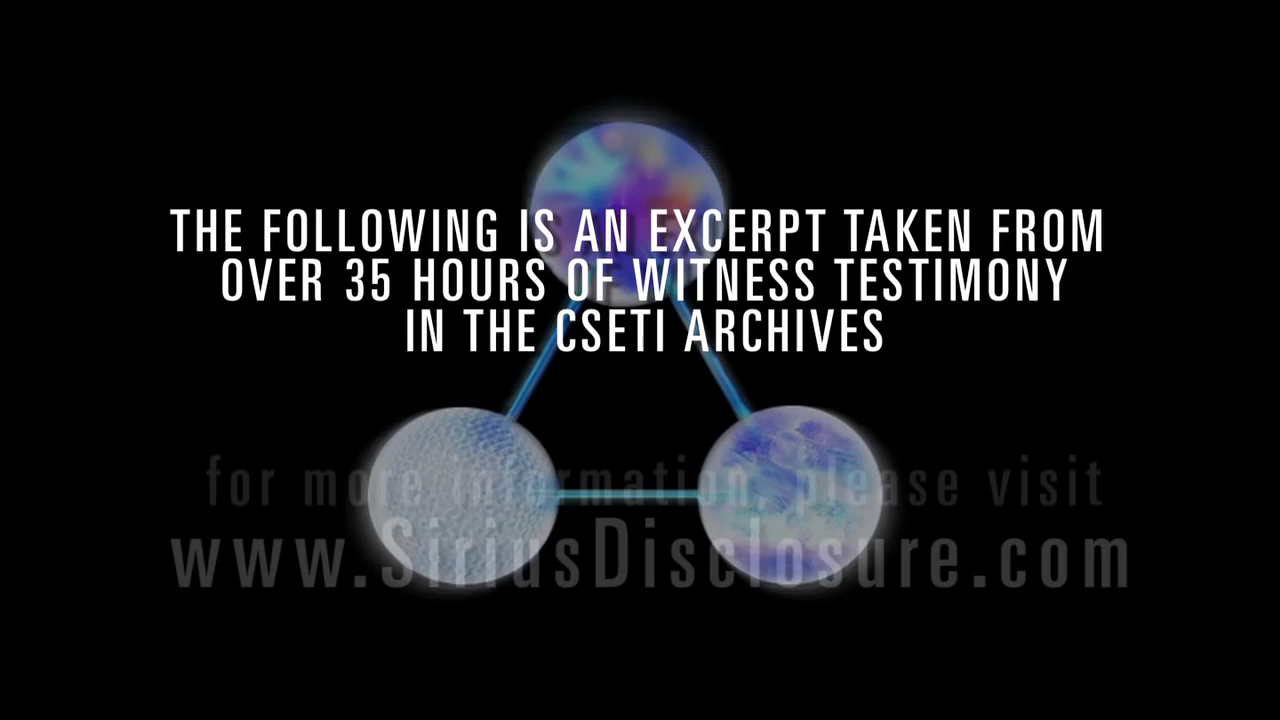 THE FOLLOWING IS AN EXCERPT TAKEN FROM
OVER 35 HOURS OF WITNESS TESTIMONY
IN THE CSETI ARCHIVES
for more information, please visit
www.SiriusDisclosure.com